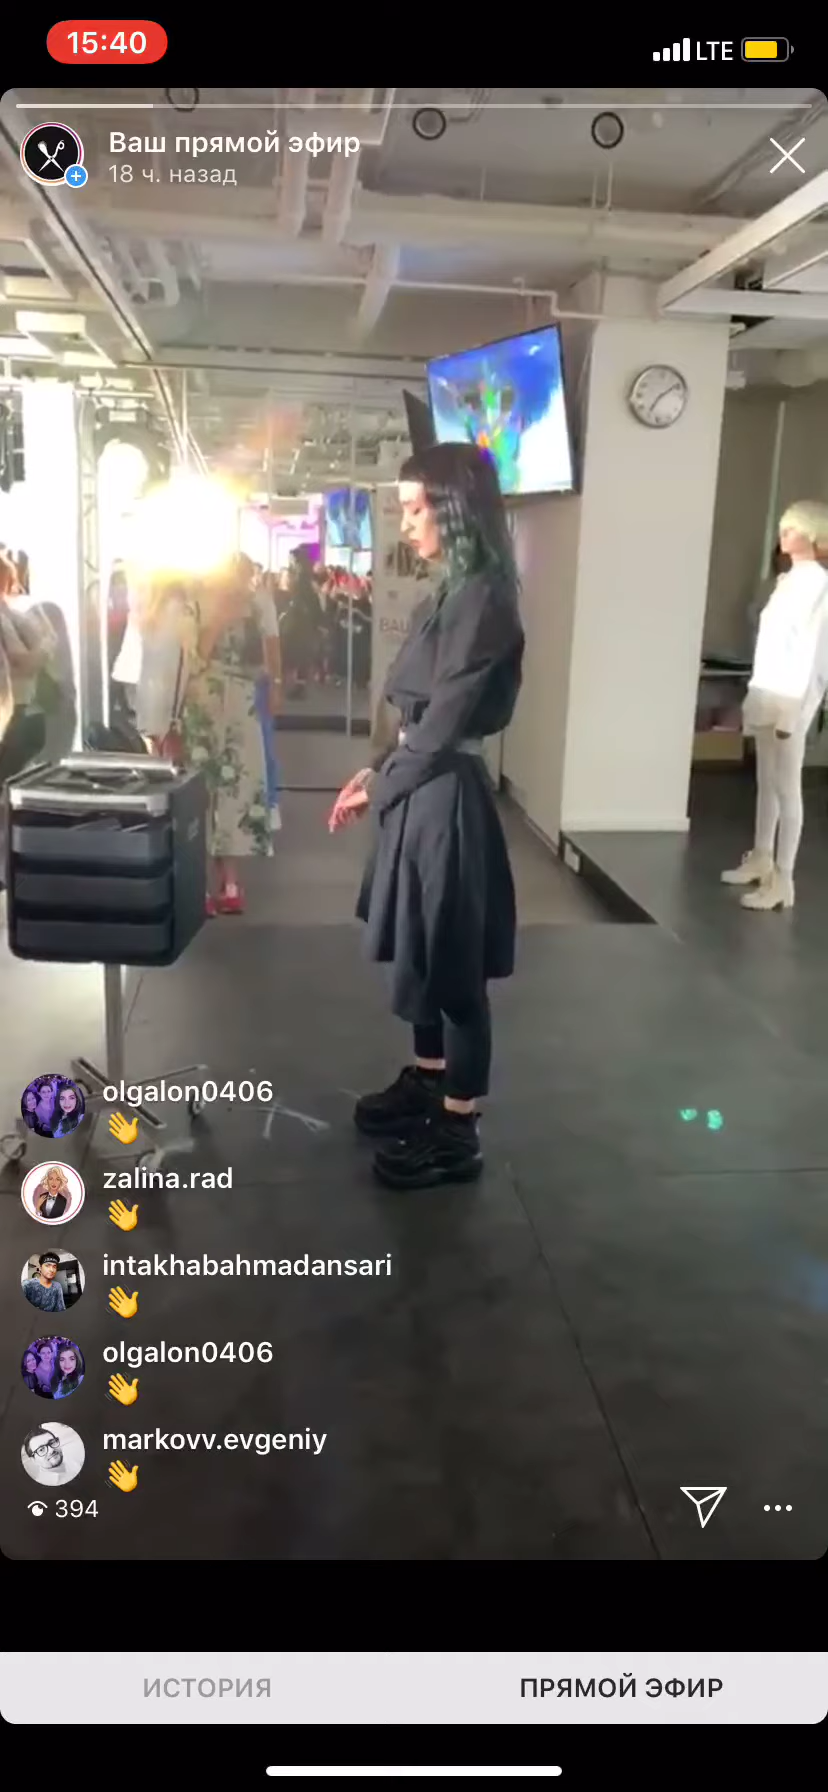 15:40
LTE
Ваш прямой эфир
18 ч. назад
BAU
olgalon0406
👋
zalina.rad
👋
intakhabahmadansari
👋
olgalon0406
👋
markovv.evgeniy
👋
394
ИСТОРИЯ
ПРЯМОЙ ЭФИР